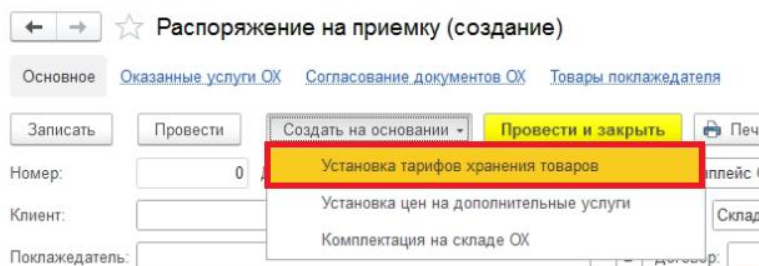 Распоряжение на приемку (создание)
Основное Оказанные услуги ОХ Согласование документов ОХ Товары поклажедателя
Записать Провести Создать на основании Провести и закрыть
Номер: 0 Установка тарифов хранения товаров
Установка цен на дополнительные услуги
Клиент:
Комплектация на складе ОХ
Поклажедатель: